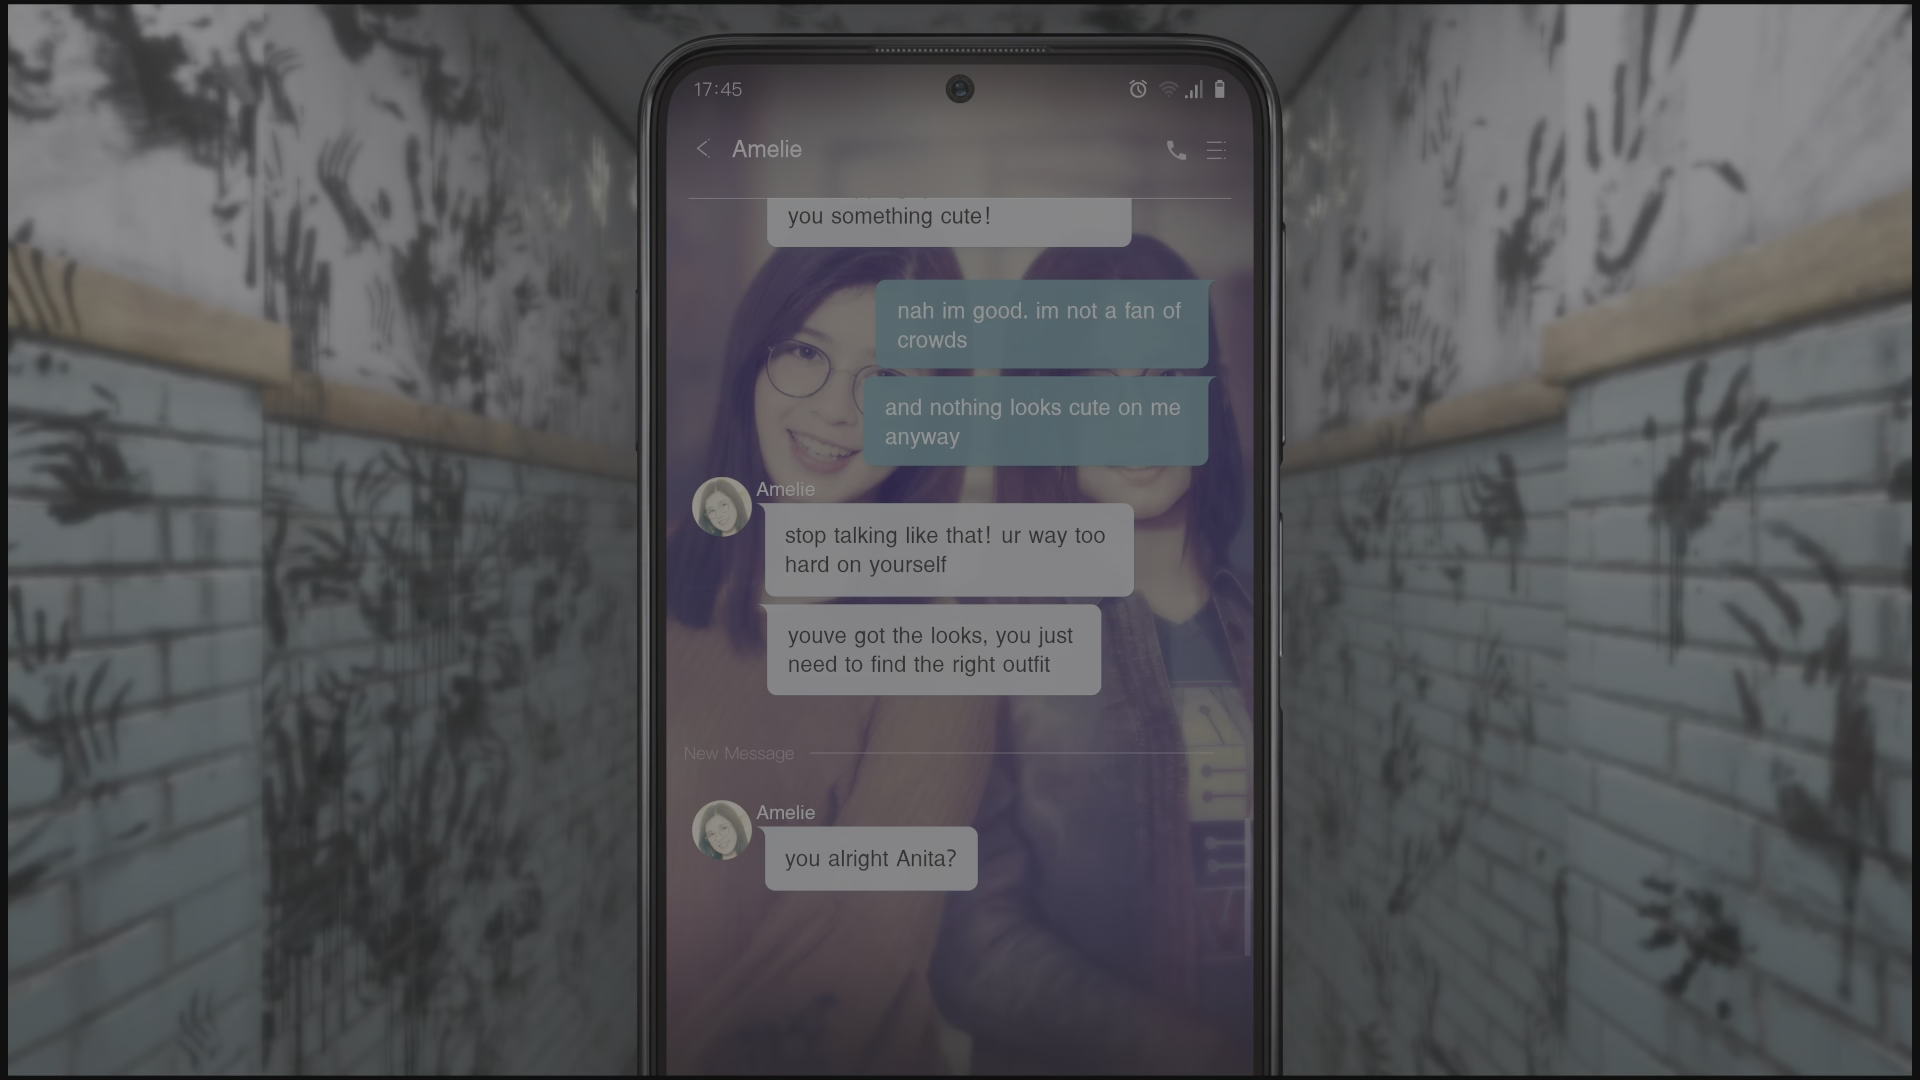 17:45
Amelie
you something cute!
nah im good. im not a fan of
crowds
and nothing looks cute on me
anyway
Amelie
stop talking like that! ur way too
hard on yourself
youve got the looks, you just
need to find the right outfit
New Message
Amelie
you alright Anita?